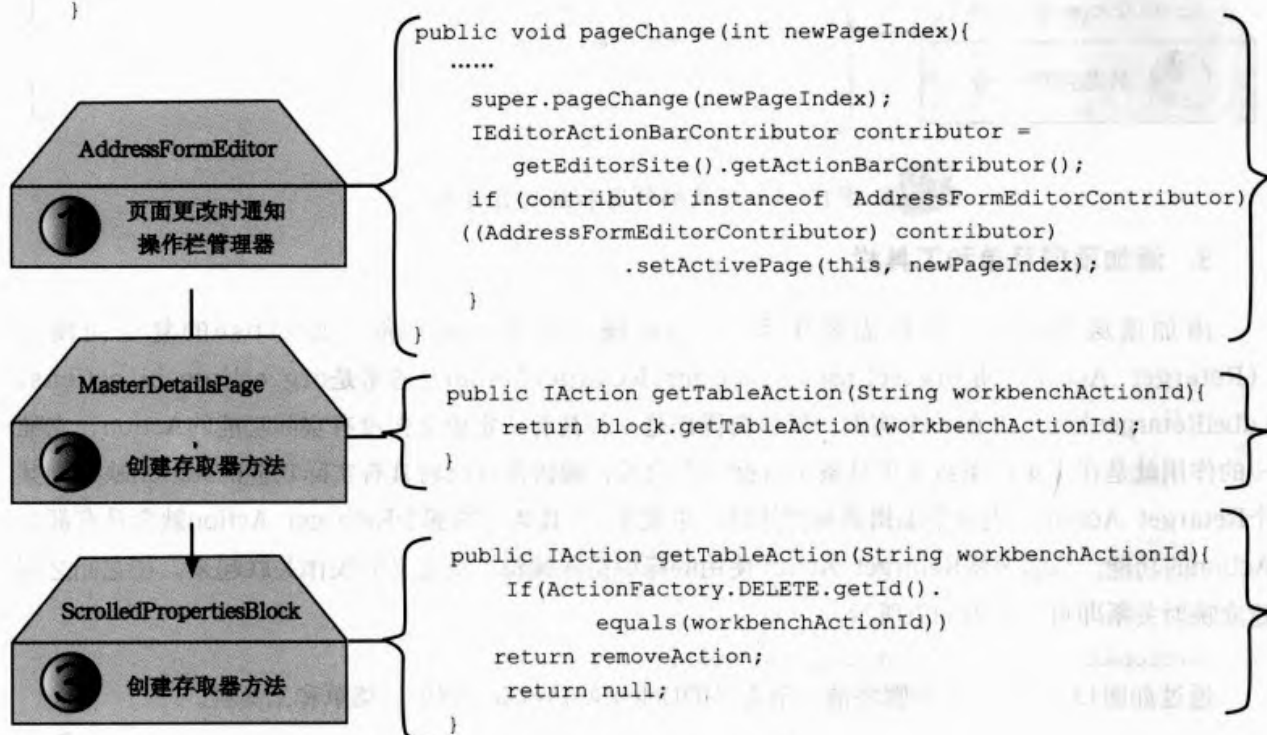 }
public void pageChange(int newPageIndex){
......
super.pageChange(newPageIndex);
IEditorActionBarContributor contributor =
getEditorSite().getActionBarContributor();
if (contributor instanceof AddressFormEditorContributor)
((AddressFormEditorContributor) contributor)
.setActivePage(this, newPageIndex);
}
}
AddressFormEditor
1 页面更改时通知
操作栏管理器
MasterDetailsPage
2 创建存取器方法
public IAction getTableAction(String workbenchActionId){
return block.getTableAction(workbenchActionId);
}
ScrolledPropertiesBlock
3 创建存取器方法
public IAction getTableAction(String workbenchActionId){
If(ActionFactory.DELETE.getId().
equals(workbenchActionId))
return removeAction;
return null;
}